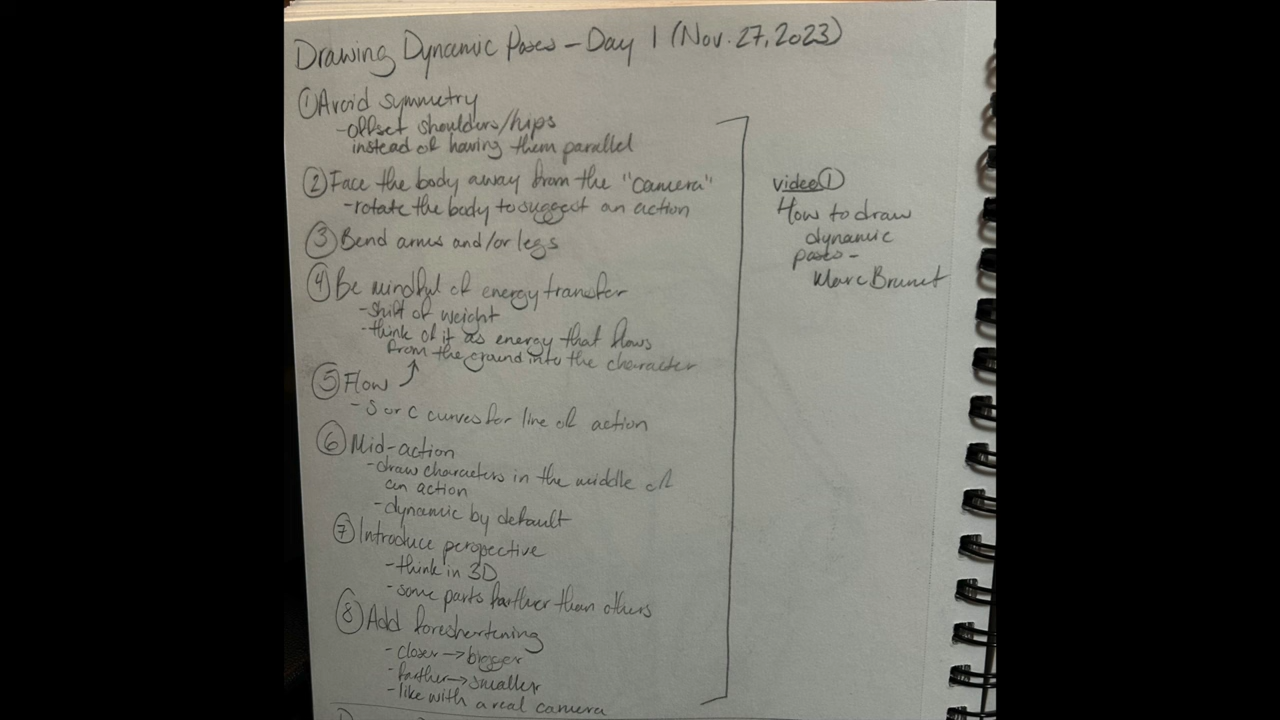 Drawing Dynamic Poses - Day 1 (Nov. 27, 2023)
① Avoid symmetry
- offset shoulders/hips
instead of having them parallel
② Face the body away from the "camera"
- rotate the body to suggest an action
③ Bend arms and/or legs
④ Be mindful of energy transfer
- shift of weight
- think of it as energy that flows
from the ground into the character
⑤ Flow
- S or C curves for line of action
⑥ Mid-action
- draw characters in the middle of
an action
- dynamic by default
⑦ Introduce perspective
- think in 3D
- some parts farther than others
⑧ Add foreshortening
- closer → bigger
- farther → smaller
- like with a real camera
video ①
How to draw
dynamic
poses -
Marc Brunet